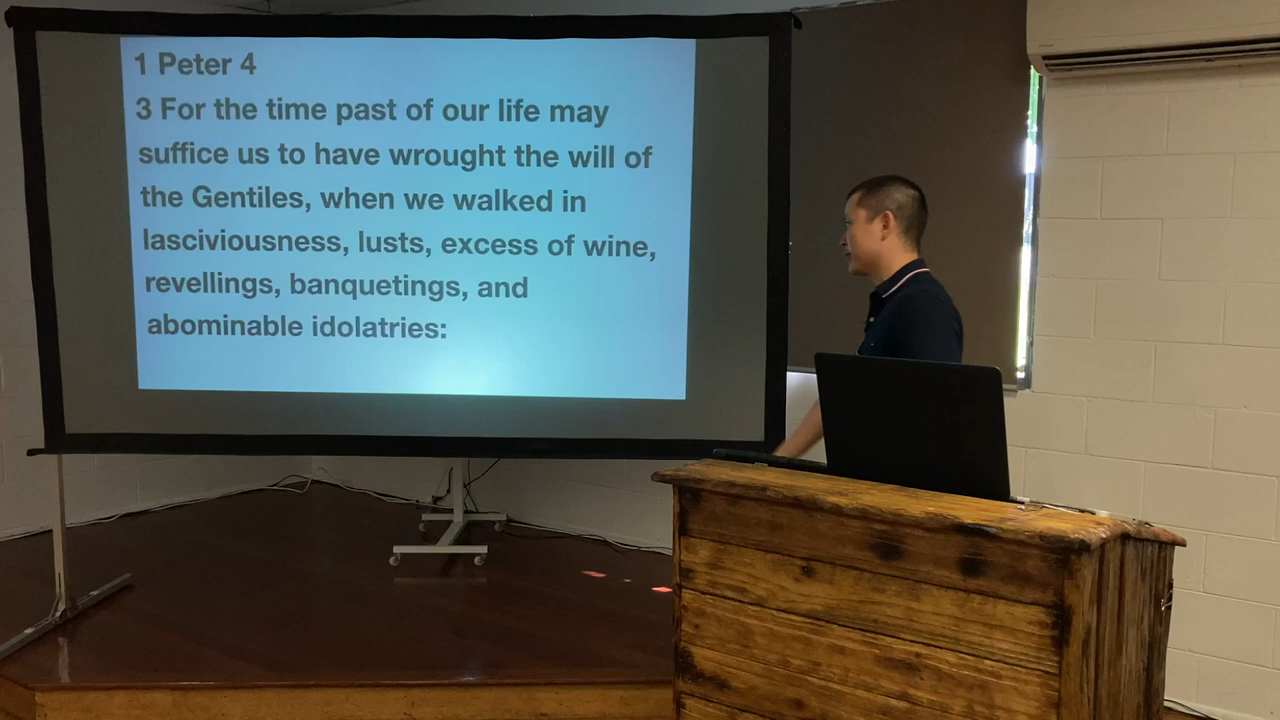 1 Peter 4
3 For the time past of our life may
suffice us to have wrought the will of
the Gentiles, when we walked in
lasciviousness, lusts, excess of wine,
revellings, banquetings, and
abominable idolatries: